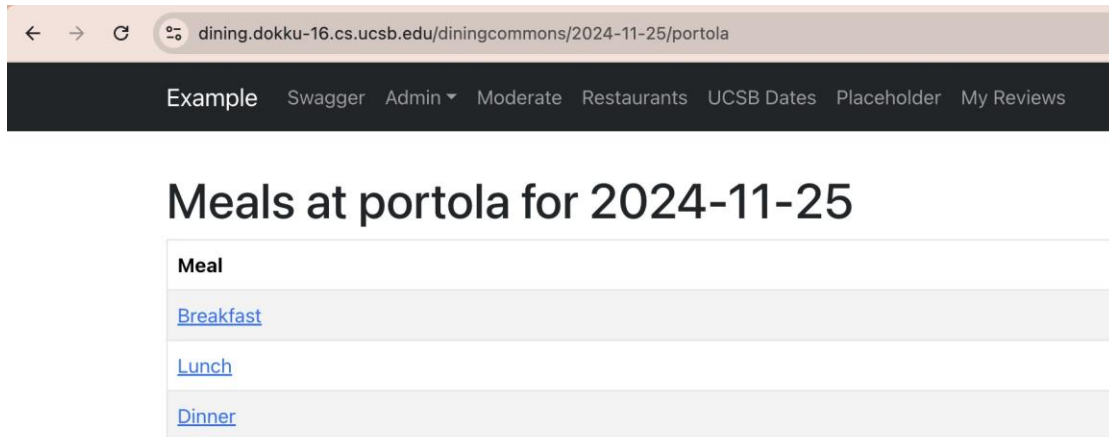 dining.dokku-16.cs.ucsb.edu/diningcommons/2024-11-25/portola
Example Swagger Admin Moderate Restaurants UCSB Dates Placeholder My Reviews
Meals at portola for 2024-11-25
Meal
Breakfast
Lunch
Dinner